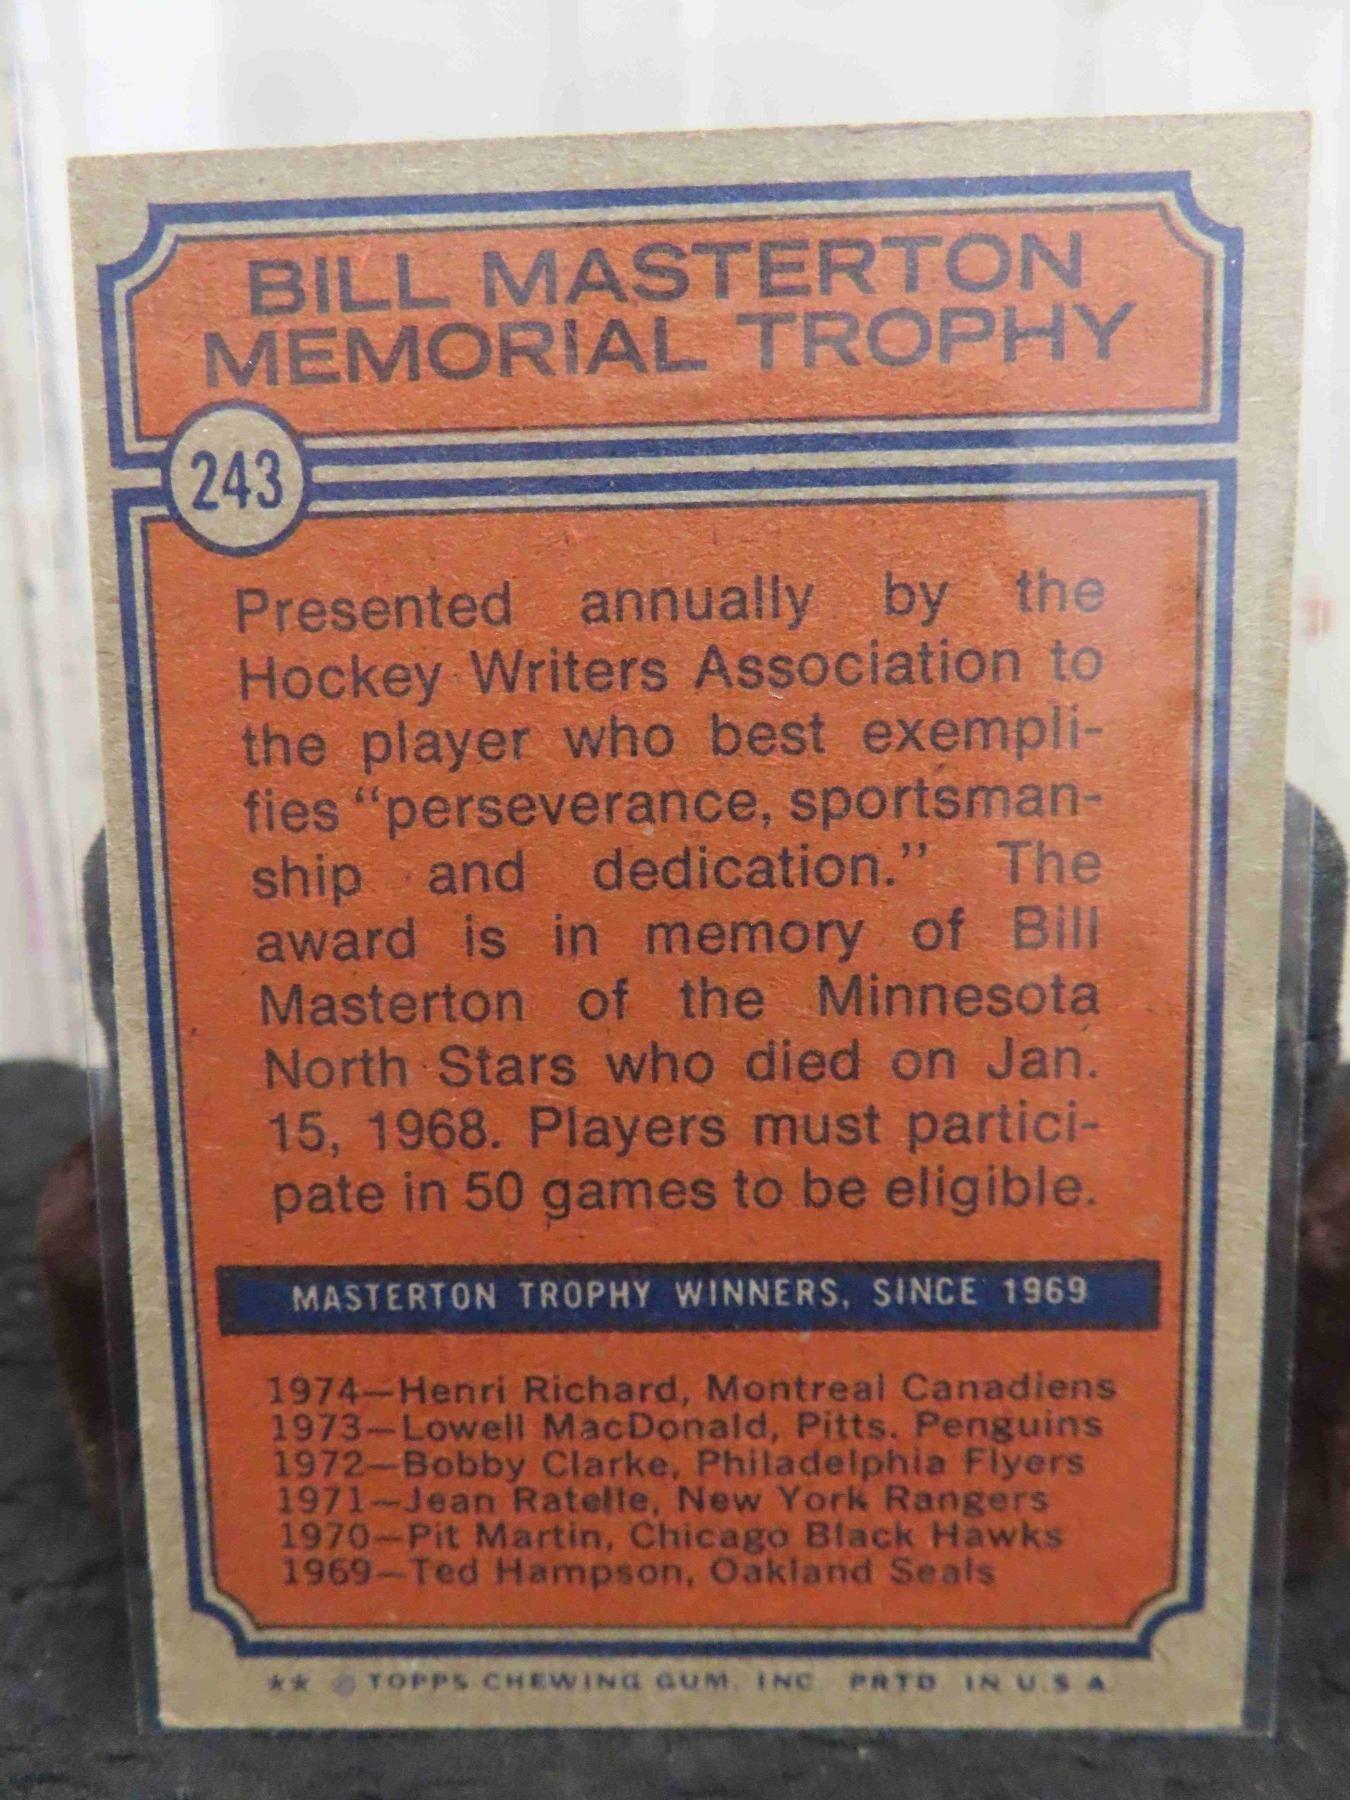 BILL MASTERTON
MEMORIAL TROPHY
243
Presented annually by the
Hockey Writers Association to
the player who best exempli-
fies “perseverance, sportsman-
ship and dedication.” The
award is in memory of Bill
Masterton of the Minnesota
North Stars who died on Jan.
15, 1968. Players must partici-
pate in 50 games to be eligible.
MASTERTON TROPHY WINNERS, SINCE 1969
1974—Henri Richard, Montreal Canadiens
1973—Lowell MacDonald, Pitts. Penguins
1972—Bobby Clarke, Philadelphia Flyers
1971—Jean Ratelle, New York Rangers
1970—Pit Martin, Chicago Black Hawks
1969—Ted Hampson, Oakland Seals
** © TOPPS CHEWING GUM, INC. PRTD. IN U.S.A.